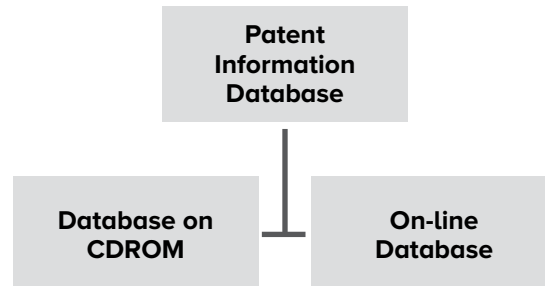 Patent
Information
Database
Database on
CDROM
On-line
Database